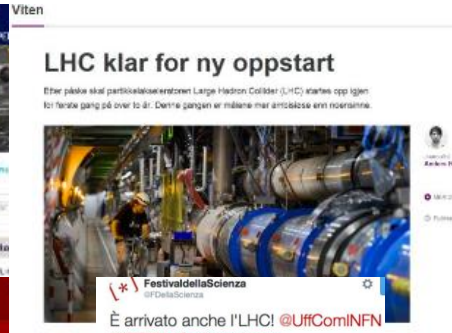 Viten
LHC klar for ny oppstart
Etter påske skal partikkelakseleratoren Large Hadron Collider (LHC) startes opp igjen
for første gang på over to år. Denne gangen er målene mer ambisiøse enn noensinne.
FestivaldellaScienza
@FDellaScienza
È arrivato anche l'LHC! @UffComINFN